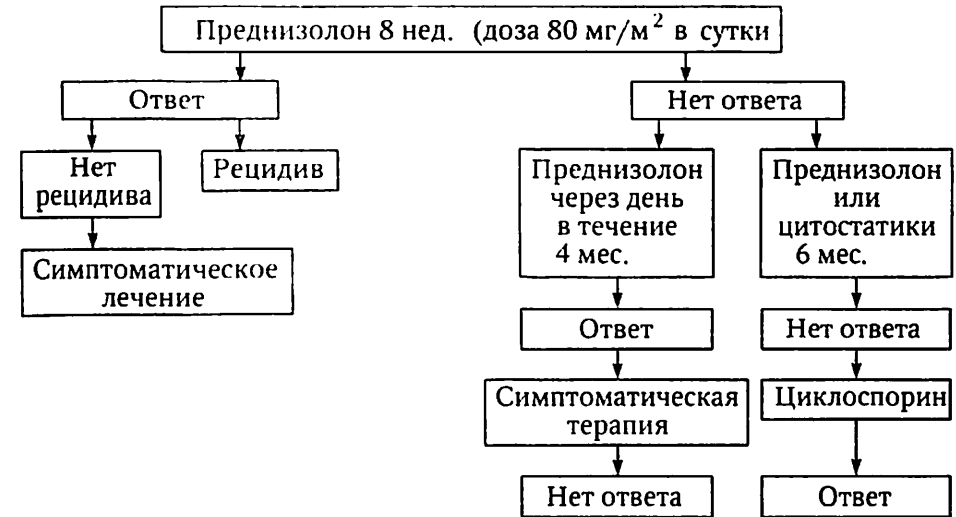 Преднизолон 8 нед. (доза 80 мг/м² в сутки
Ответ
Нет ответа
Нет
рецидива
Рецидив
Преднизолон
через день
в течение
4 мес.
Преднизолон
или
цитостатики
6 мес.
Симптоматическое
лечение
Ответ
Нет ответа
Симптоматическая
терапия
Циклоспорин
Нет ответа
Ответ